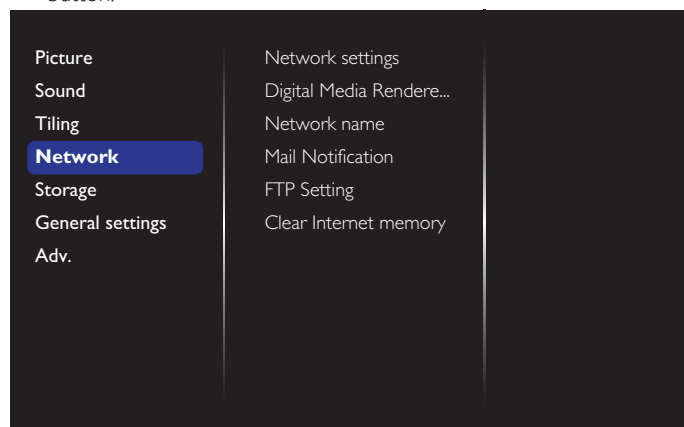 Picture
Sound
Tiling
Network
Storage
General settings
Adv.
Network settings
Digital Media Rendere...
Network name
Mail Notification
FTP Setting
Clear Internet memory